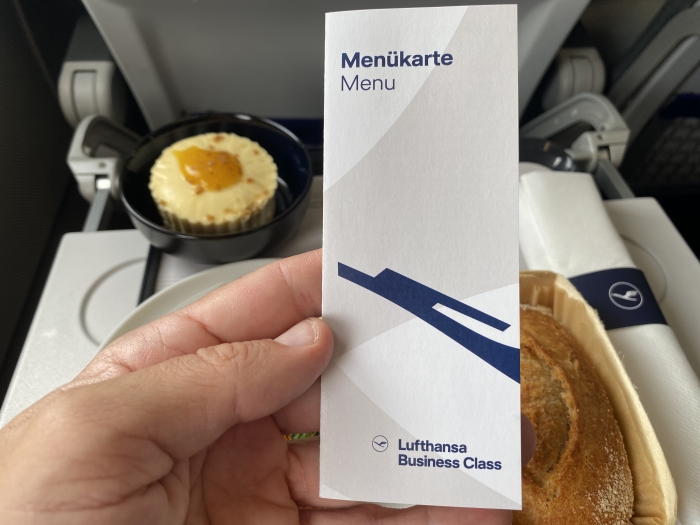 Menükarte
Menu
Lufthansa
Business Class